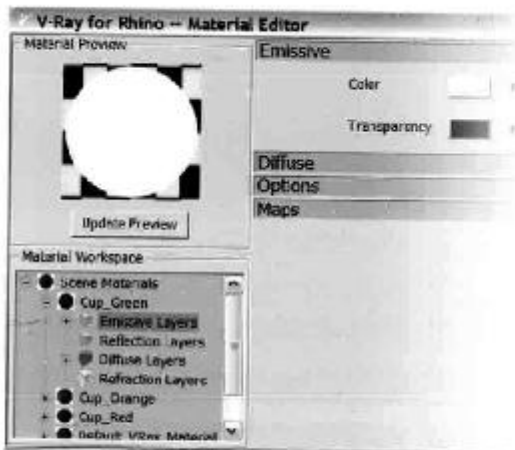 V-Ray for Rhino -- Material Editor
Material Preview
Update Preview
Emissive
Color
Transparency
Diffuse
Options
Maps
Material Workspace
Scene Materials
Cup_Green
Emissive Layers
Reflection Layers
Diffuse Layers
Refraction Layers
Cup_Orange
Cup_Red
Default_VRay_Material